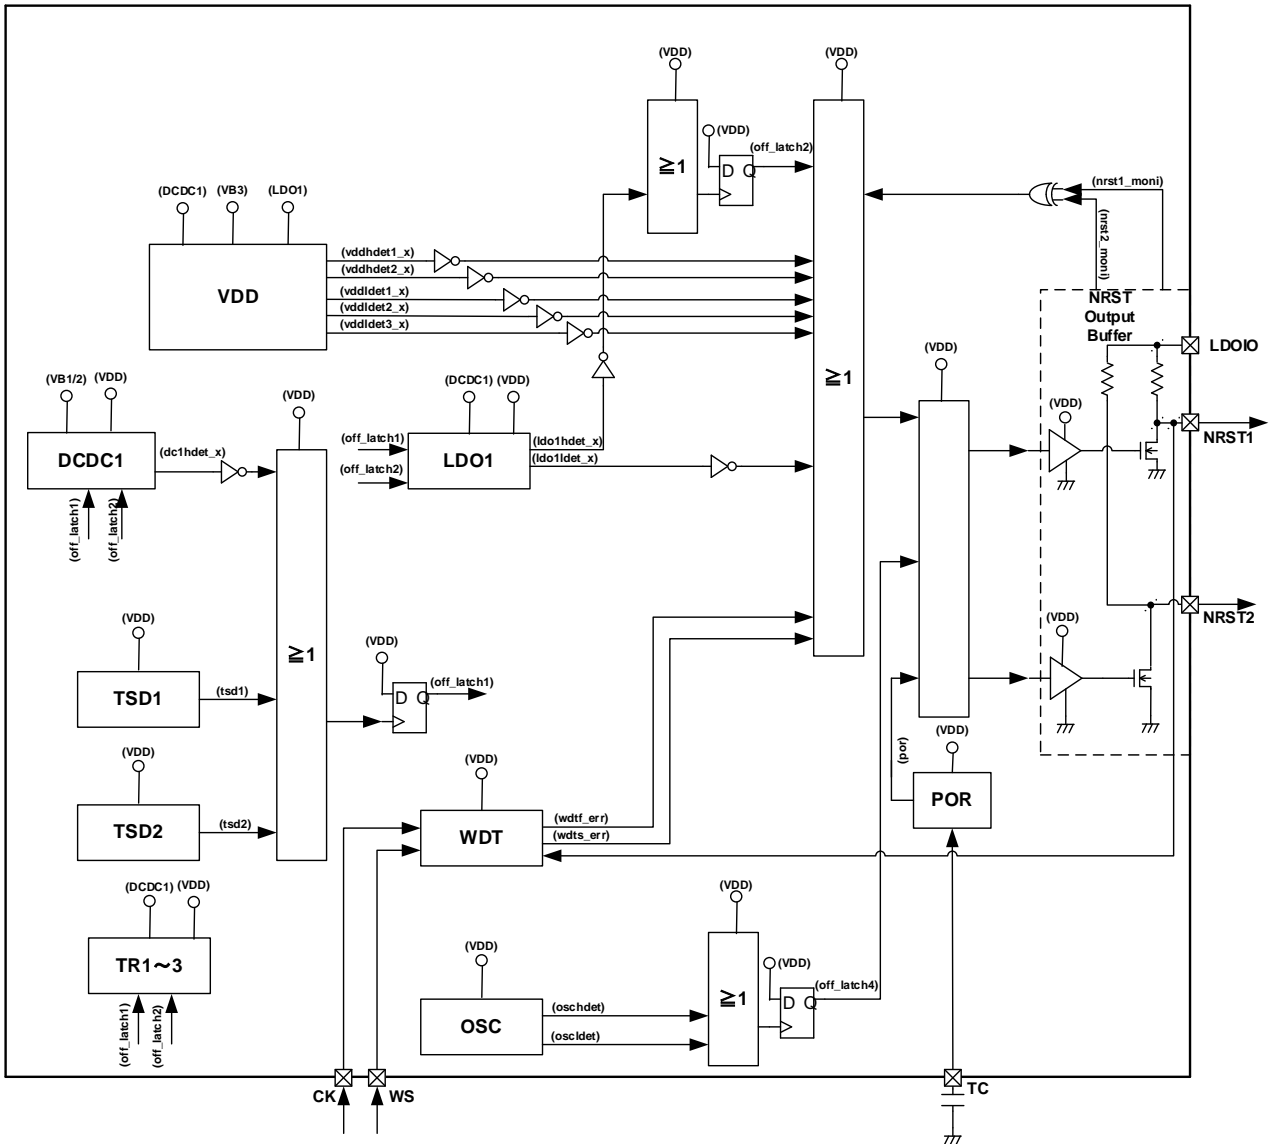 (VDD)
(VDD)
(VDD)
≧1
D Q
(off_latch2)
(DCDC1)
(VB3)
(LDO1)
VDD
(vddhdet1_x)
(vddhdet2_x)
(vddldet1_x)
(vddldet2_x)
(vddldet3_x)
(nrst1_moni)
(nrst2_moni)
NRST
Output
Buffer
LDOIO
≧1
(VDD)
(VB1/2)
(VDD)
DCDC1
(dc1hdet_x)
(off_latch1)
(off_latch2)
(VDD)
(DCDC1)
(VDD)
(off_latch1)
(off_latch2)
LDO1
(ldo1hdet_x)
(ldo1ldet_x)
(VDD)
NRST1
(VDD)
TSD1
(tsd1)
≧1
(VDD)
D Q
(off_latch1)
(VDD)
NRST2
(VDD)
TSD2
(tsd2)
(VDD)
WDT
(wdtf_err)
(wdts_err)
(por)
(VDD)
POR
(DCDC1)
(VDD)
TR1～3
(off_latch1)
(off_latch2)
(VDD)
OSC
(oschdet)
(oscldet)
(VDD)
≧1
(VDD)
D Q
(off_latch4)
CK
WS
TC